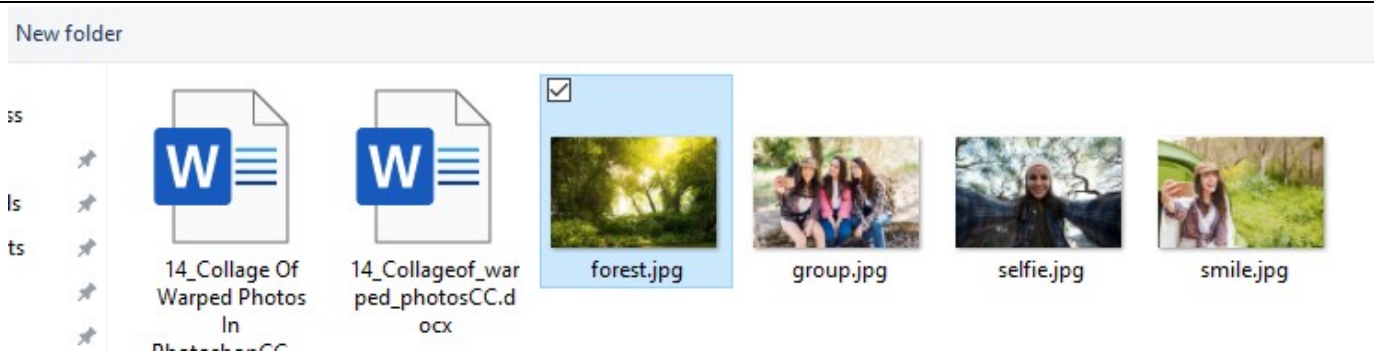 New folder
ss
ls
ts
W
W
14_Collage Of
Warped Photos
In
PhotoshopCC
14_Collageof_war
ped_photosCC.d
ocx
forest.jpg
group.jpg
selfie.jpg
smile.jpg